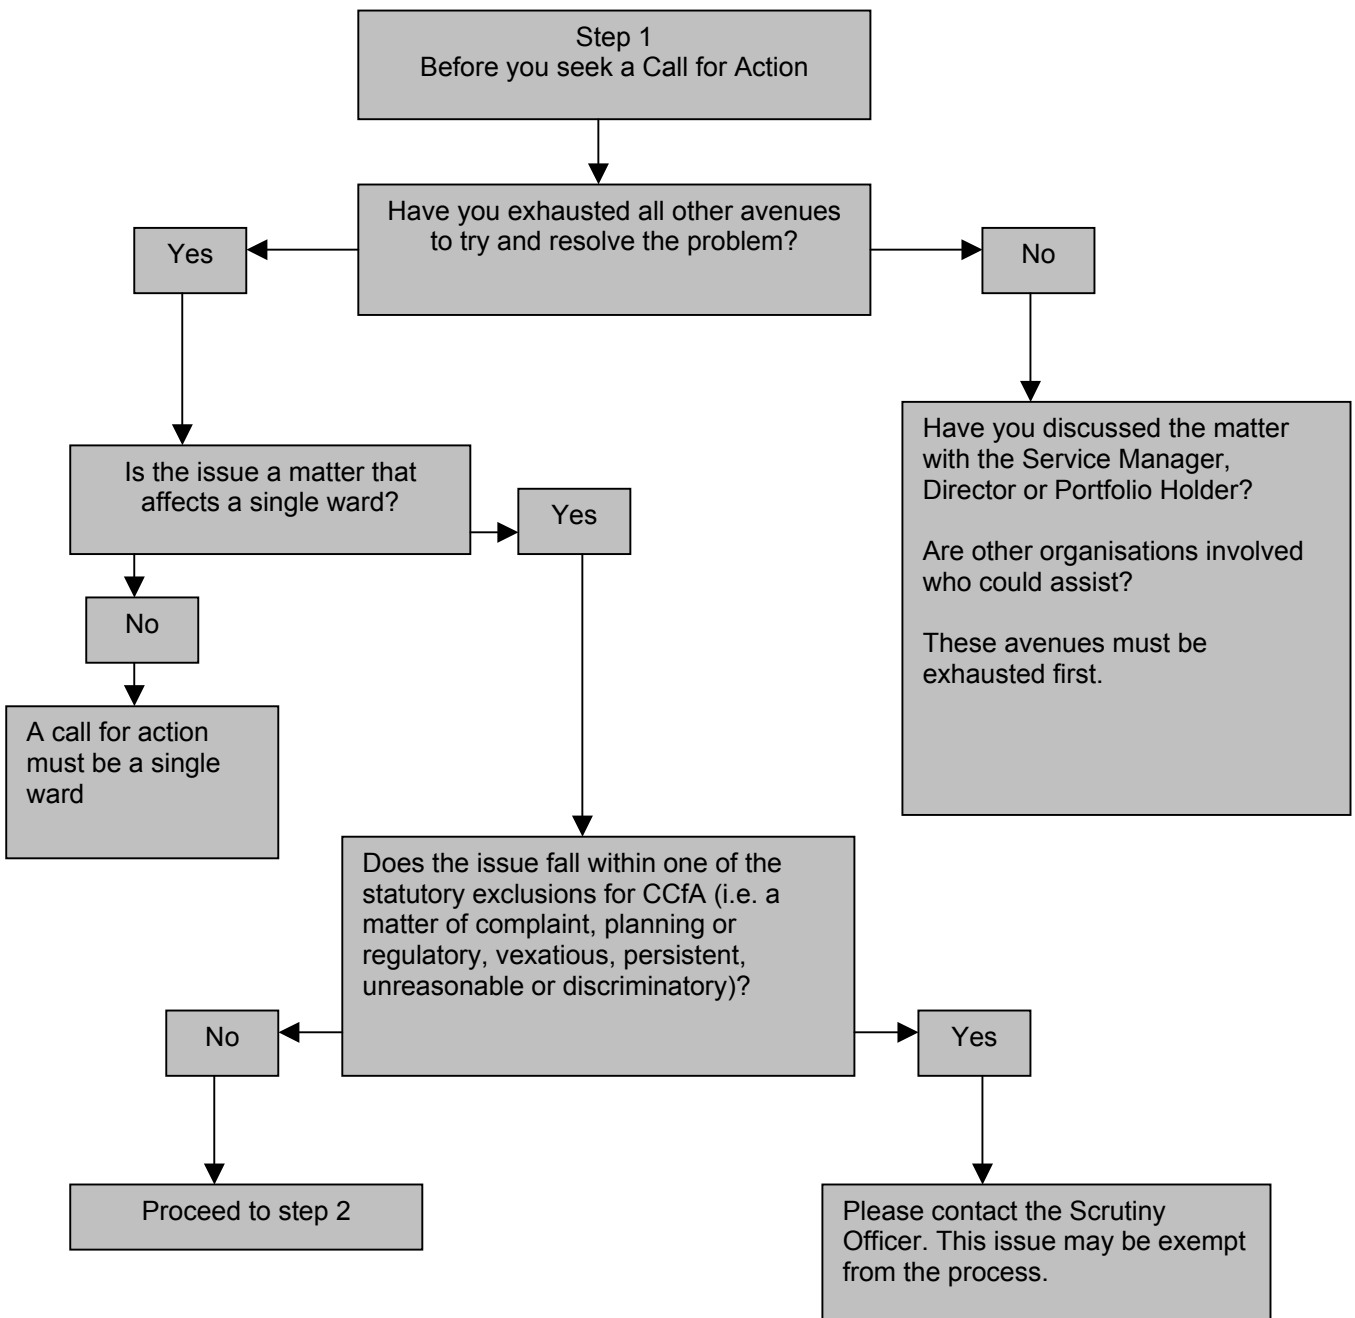 Step 1
Before you seek a Call for Action
Have you exhausted all other avenues
to try and resolve the problem?
Yes
No
Have you discussed the matter
with the Service Manager,
Director or Portfolio Holder?
Are other organisations involved
who could assist?
These avenues must be
exhausted first.
Is the issue a matter that
affects a single ward?
Yes
No
A call for action
must be a single
ward
Does the issue fall within one of the
statutory exclusions for CCfA (i.e. a
matter of complaint, planning or
regulatory, vexatious, persistent,
unreasonable or discriminatory)?
No
Yes
Proceed to step 2
Please contact the Scrutiny
Officer. This issue may be exempt
from the process.